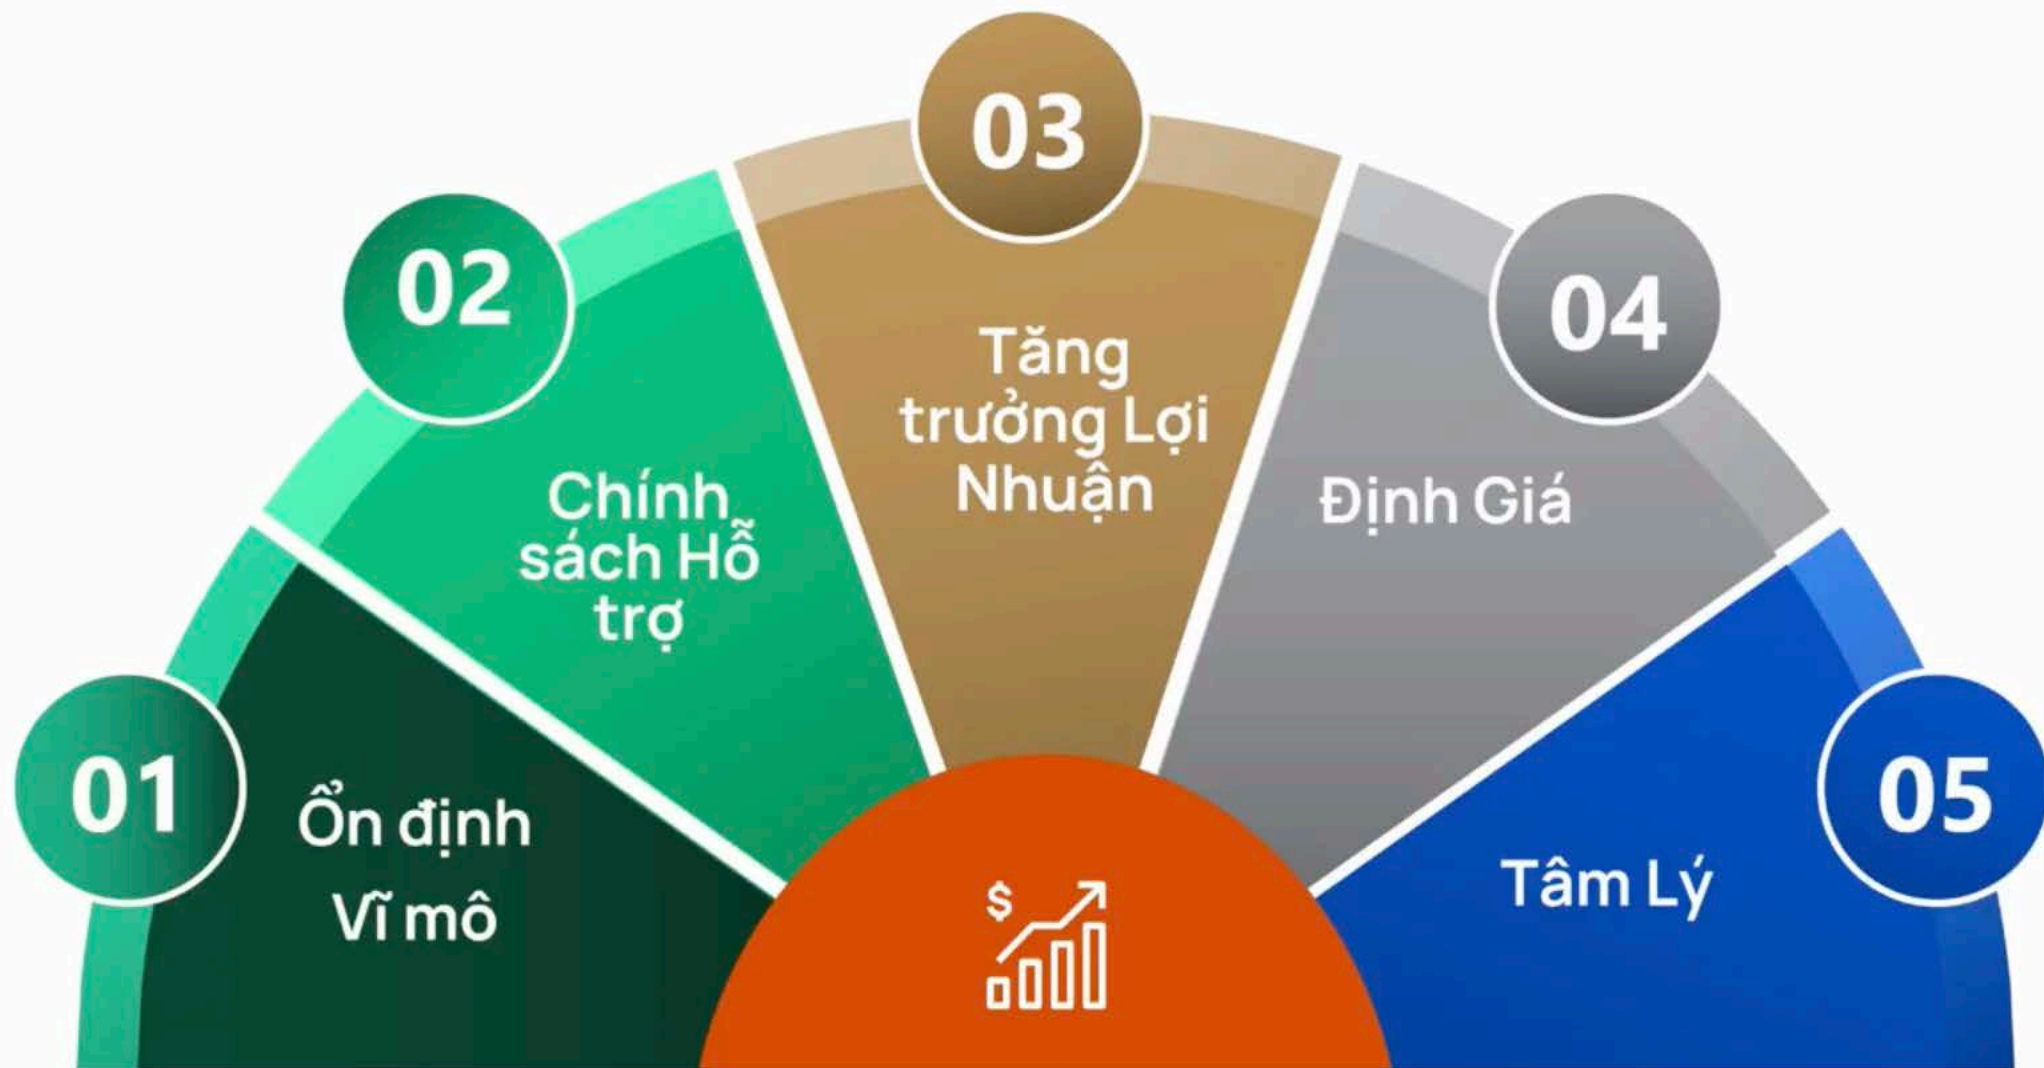 01
Ổn định
Vĩ mô
02
Chính
sách Hỗ
trợ
03
Tăng
trưởng Lợi
Nhuận
04
Định Giá
05
Tâm Lý
$